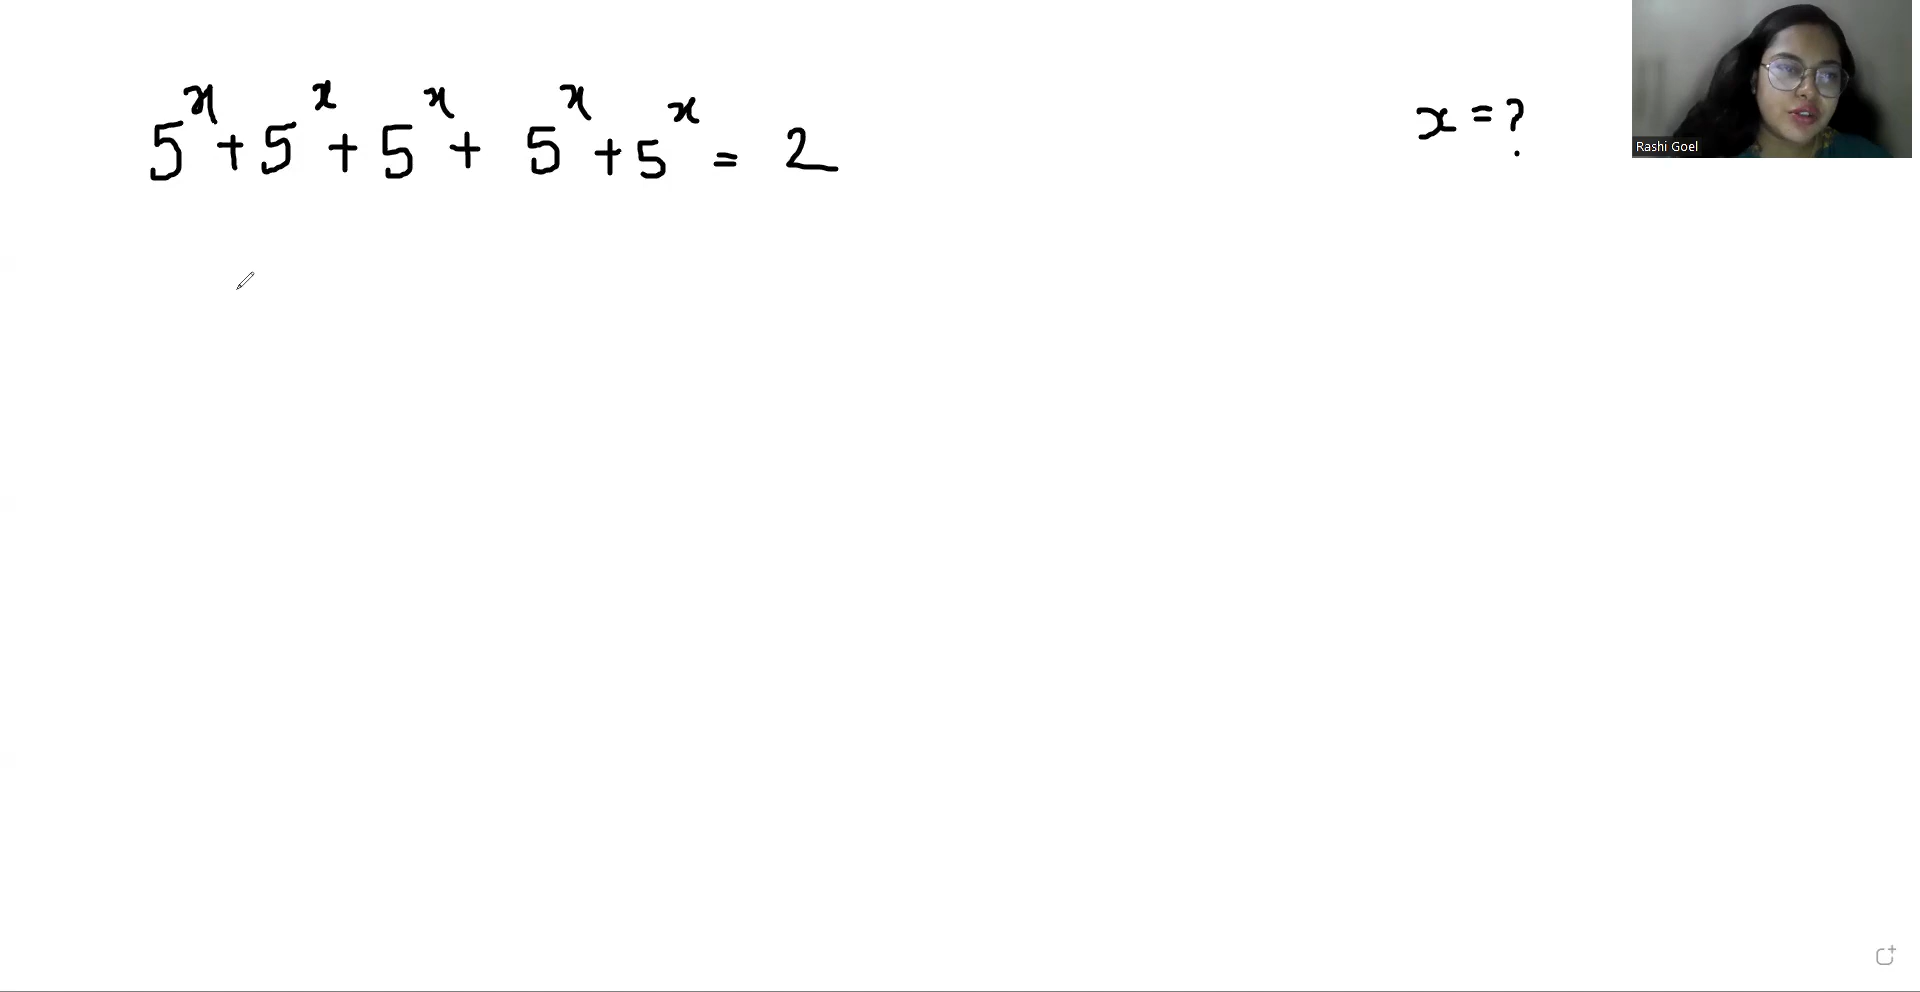 5^x + 5^x + 5^x + 5^x + 5^x = 2
x = ?
Rashi Goel